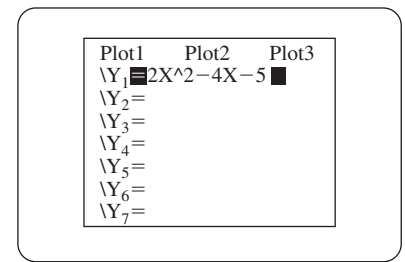 Plot1 Plot2 Plot3
\Y₁=2X^2−4X−5
\Y₂=
\Y₃=
\Y₄=
\Y₅=
\Y₆=
\Y₇=